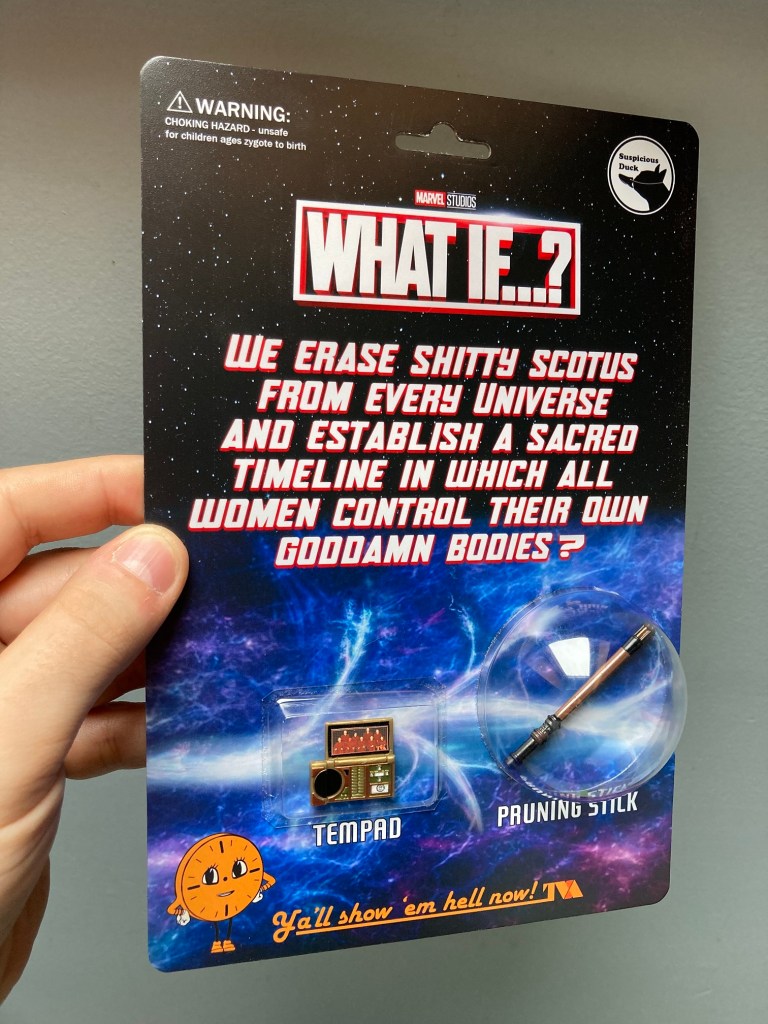 ⚠ WARNING:
CHOKING HAZARD - unsafe
for children ages zygote to birth
Suspicious
Duck
MARVEL STUDIOS
WHAT IF...?
WE ERASE SHITTY SCOTUS
FROM EVERY UNIVERSE
AND ESTABLISH A SACRED
TIMELINE IN WHICH ALL
WOMEN CONTROL THEIR OWN
GODDAMN BODIES?
TEMPAD
PRUNING STICK
Ya'll show 'em hell now! TVA